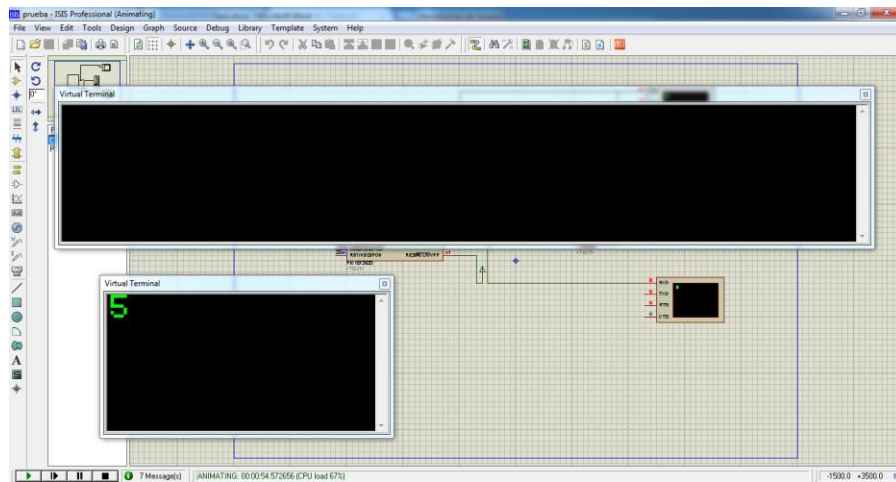 prueba - ISIS Professional (Animating)
File View Edit Tools Design Graph Source Debug Library Template System Help
0°
LBL
Virtual Terminal
Virtual Terminal
5
RXD
TXD
RTS
CTS
A
7 Message(s)
ANIMATING: 00:00:54.572656 (CPU load 67%)
-1500.0 +3500.0